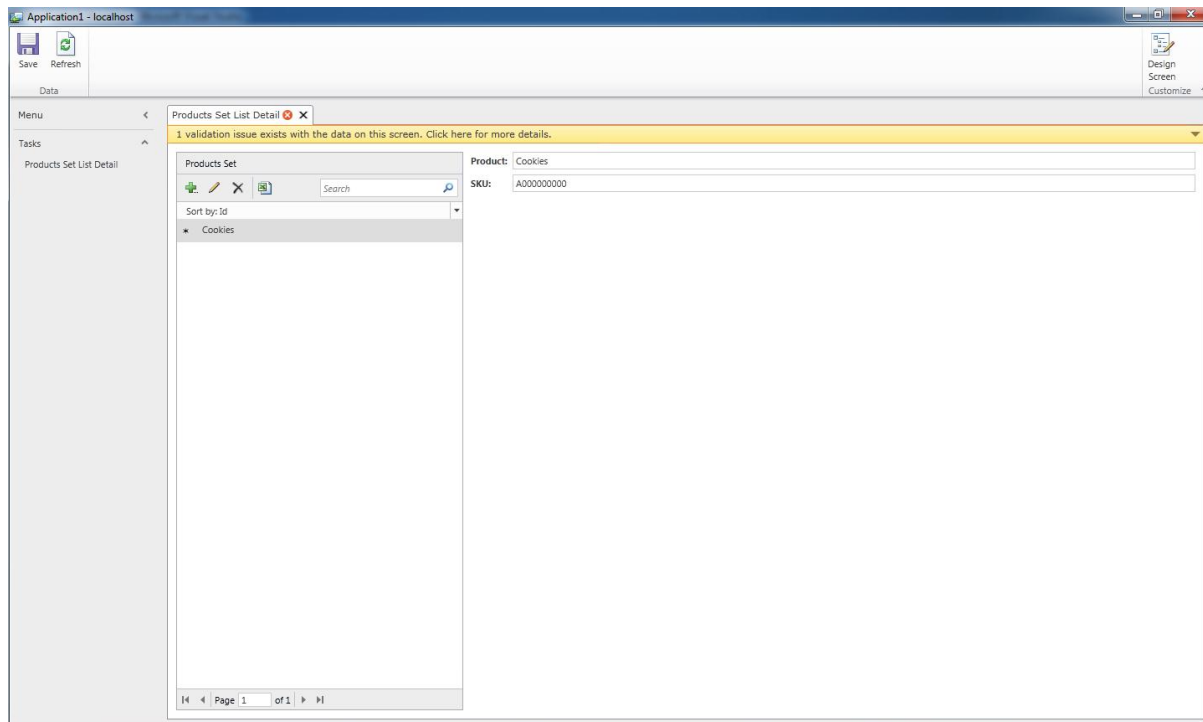 Application1 - localhost
Save Refresh
Data
Design
Screen
Customize
Menu
Tasks
Products Set List Detail
Products Set List Detail
1 validation issue exists with the data on this screen. Click here for more details.
Products Set
Search
Sort by: Id
Cookies
Product: Cookies
SKU: A000000000
Page 1 of 1